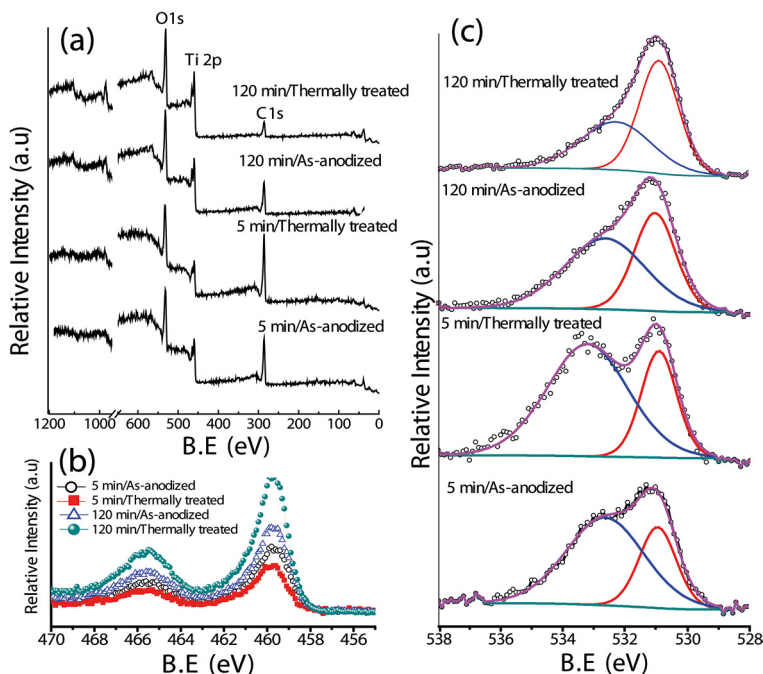 (a)
O1s
Ti 2p
120 min/Thermally treated
C1s
120 min/As-anodized
5 min/Thermally treated
5 min/As-anodized
Relative Intensity (a.u)
1200 1000 600 500 400 300 200 100 0
B.E (eV)
(b)
5 min/As-anodized
5 min/Thermally treated
120 min/As-anodized
120 min/Thermally treated
Relative Intensity (a.u)
470 468 466 464 462 460 458 456
B.E (eV)
(c)
120 min/Thermally treated
120 min/As-anodized
5 min/Thermally treated
5 min/As-anodized
Relative Intensity (a.u)
538 536 534 532 530 528
B.E (eV)